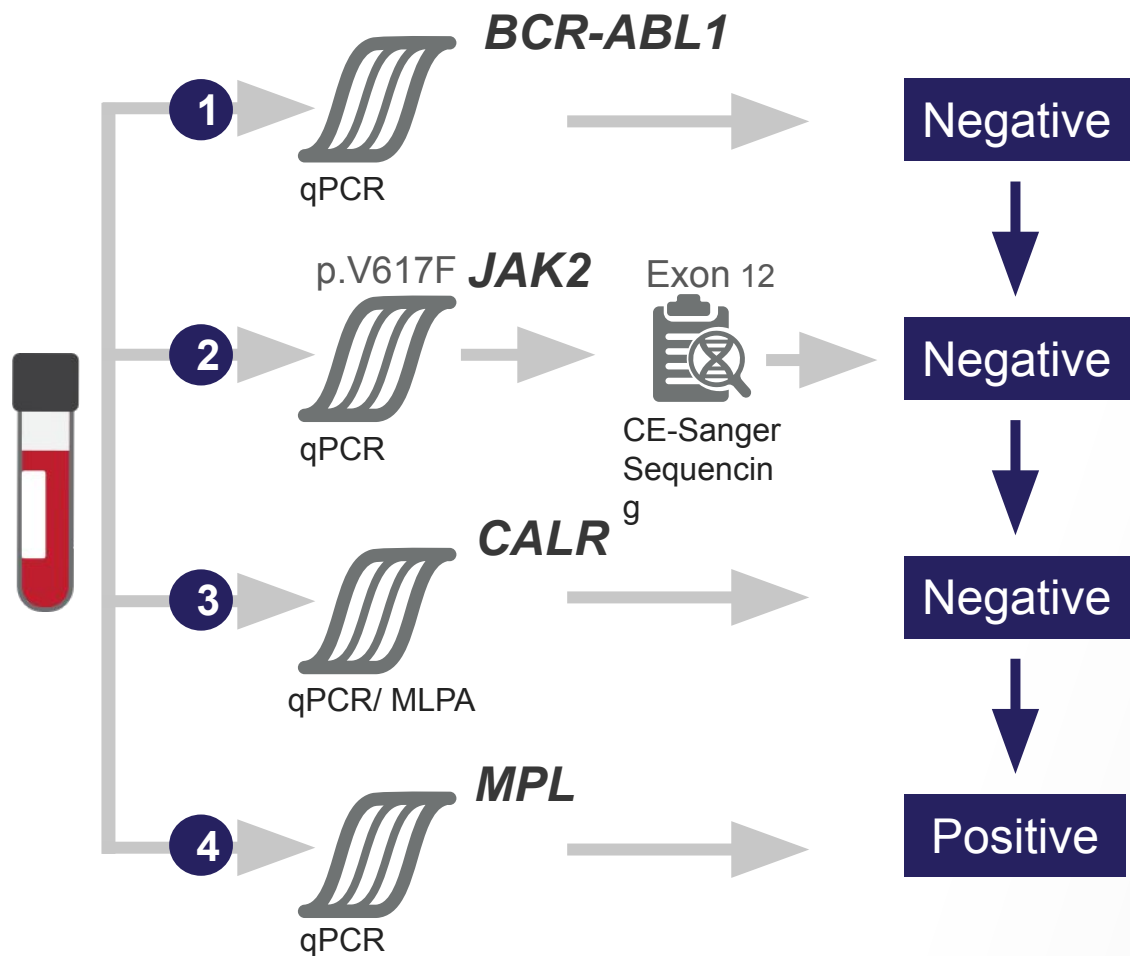 BCR-ABL1
1
qPCR
Negative
p.V617F JAK2
Exon 12
2
qPCR
CE-Sanger
Sequencin
g
Negative
CALR
3
qPCR/ MLPA
Negative
MPL
4
qPCR
Positive